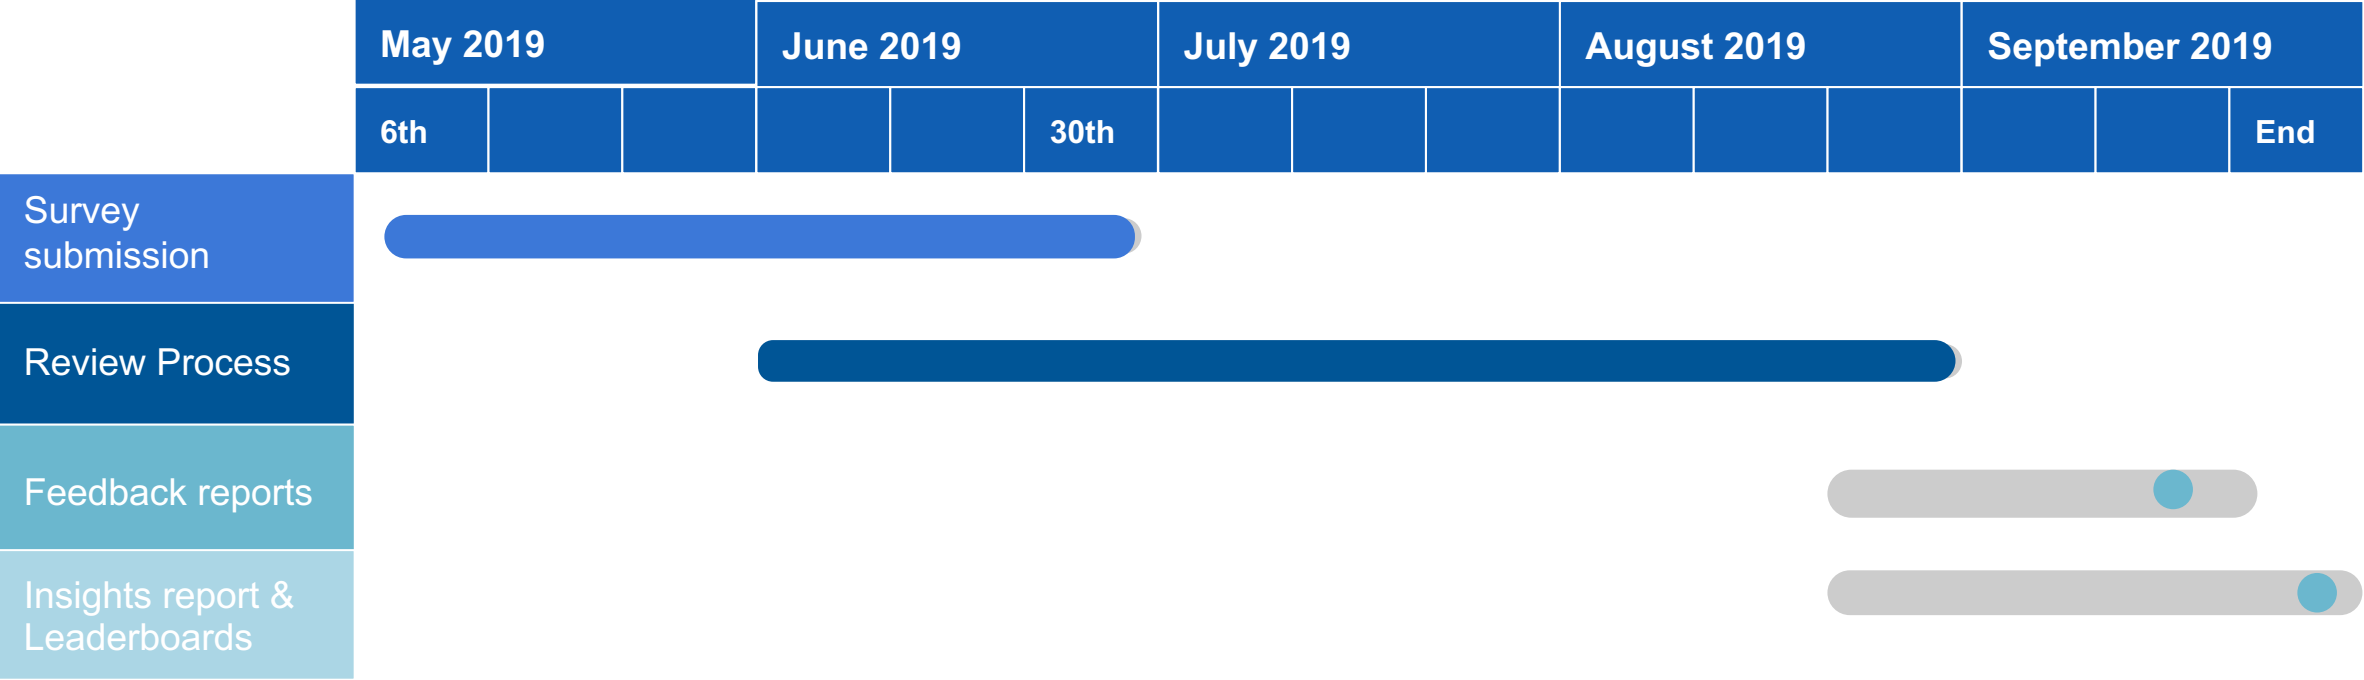 May 2019 June 2019 July 2019 August 2019 September 2019
6th 30th End
Survey
submission
Review Process
Feedback reports
Insights report &
Leaderboards